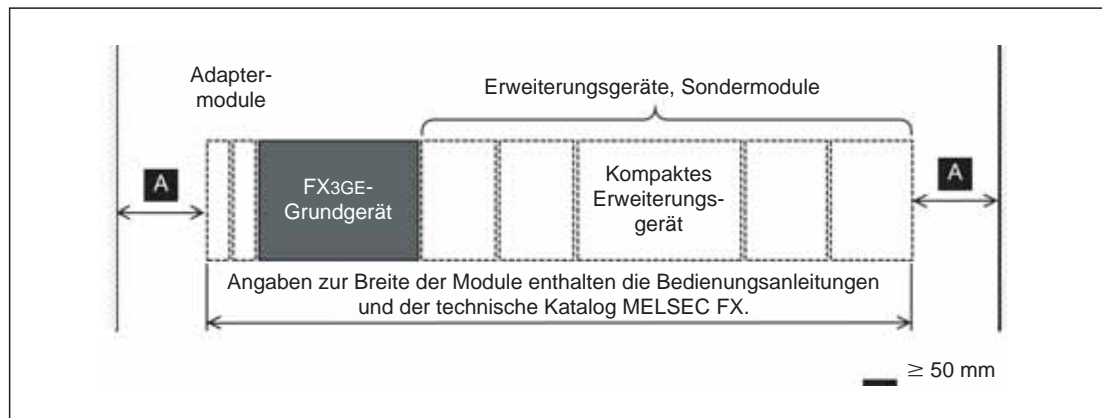 Adapter-
module
Erweiterungsgeräte, Sondermodule
A
FX3GE-
Grundgerät
Kompaktes
Erweiterungs-
gerät
A
Angaben zur Breite der Module enthalten die Bedienungsanleitungen
und der technische Katalog MELSEC FX.
≥ 50 mm